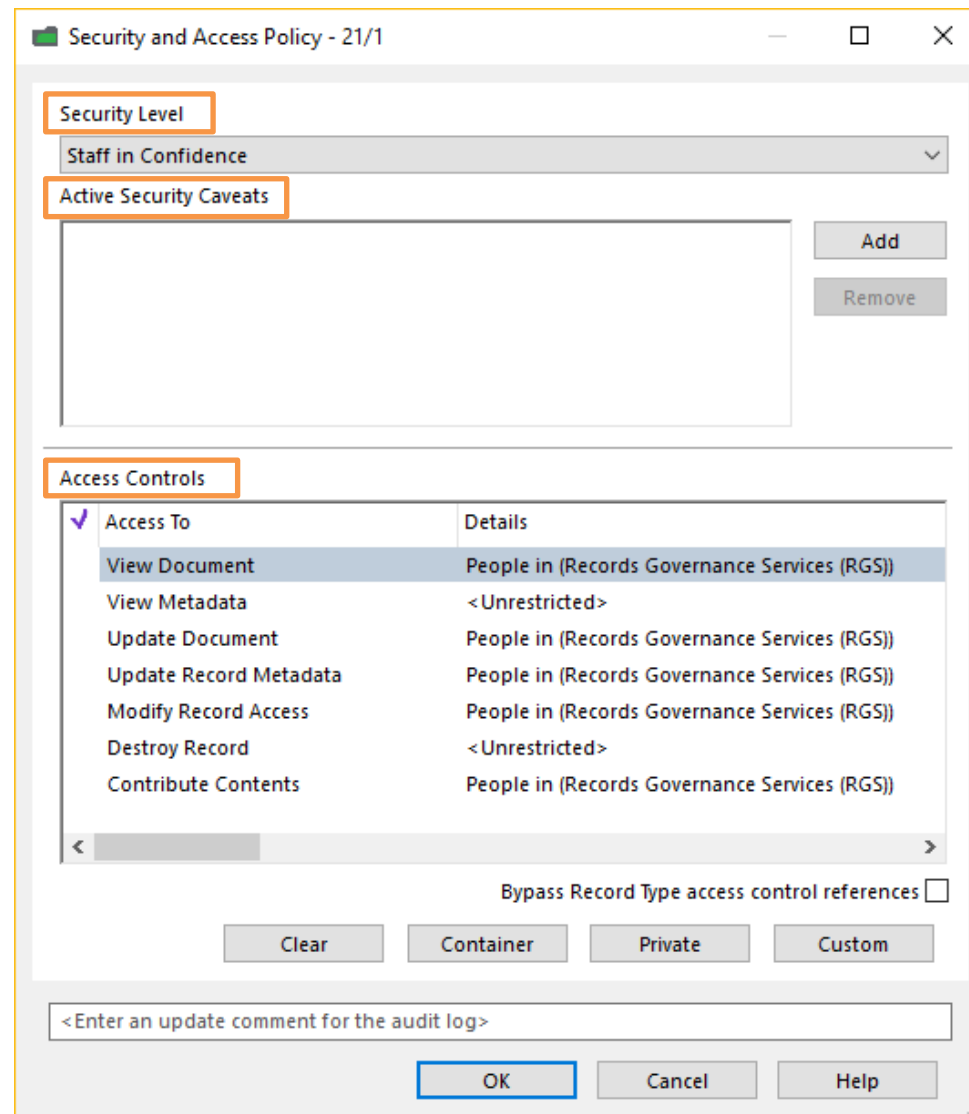 Security and Access Policy - 21/1
Security Level
Staff in Confidence
Active Security Caveats
Add
Remove
Access Controls
Access To Details
View Document People in (Records Governance Services (RGS))
View Metadata <Unrestricted>
Update Document People in (Records Governance Services (RGS))
Update Record Metadata People in (Records Governance Services (RGS))
Modify Record Access People in (Records Governance Services (RGS))
Destroy Record <Unrestricted>
Contribute Contents People in (Records Governance Services (RGS))
Bypass Record Type access control references
Clear Container Private Custom
<Enter an update comment for the audit log>
OK Cancel Help